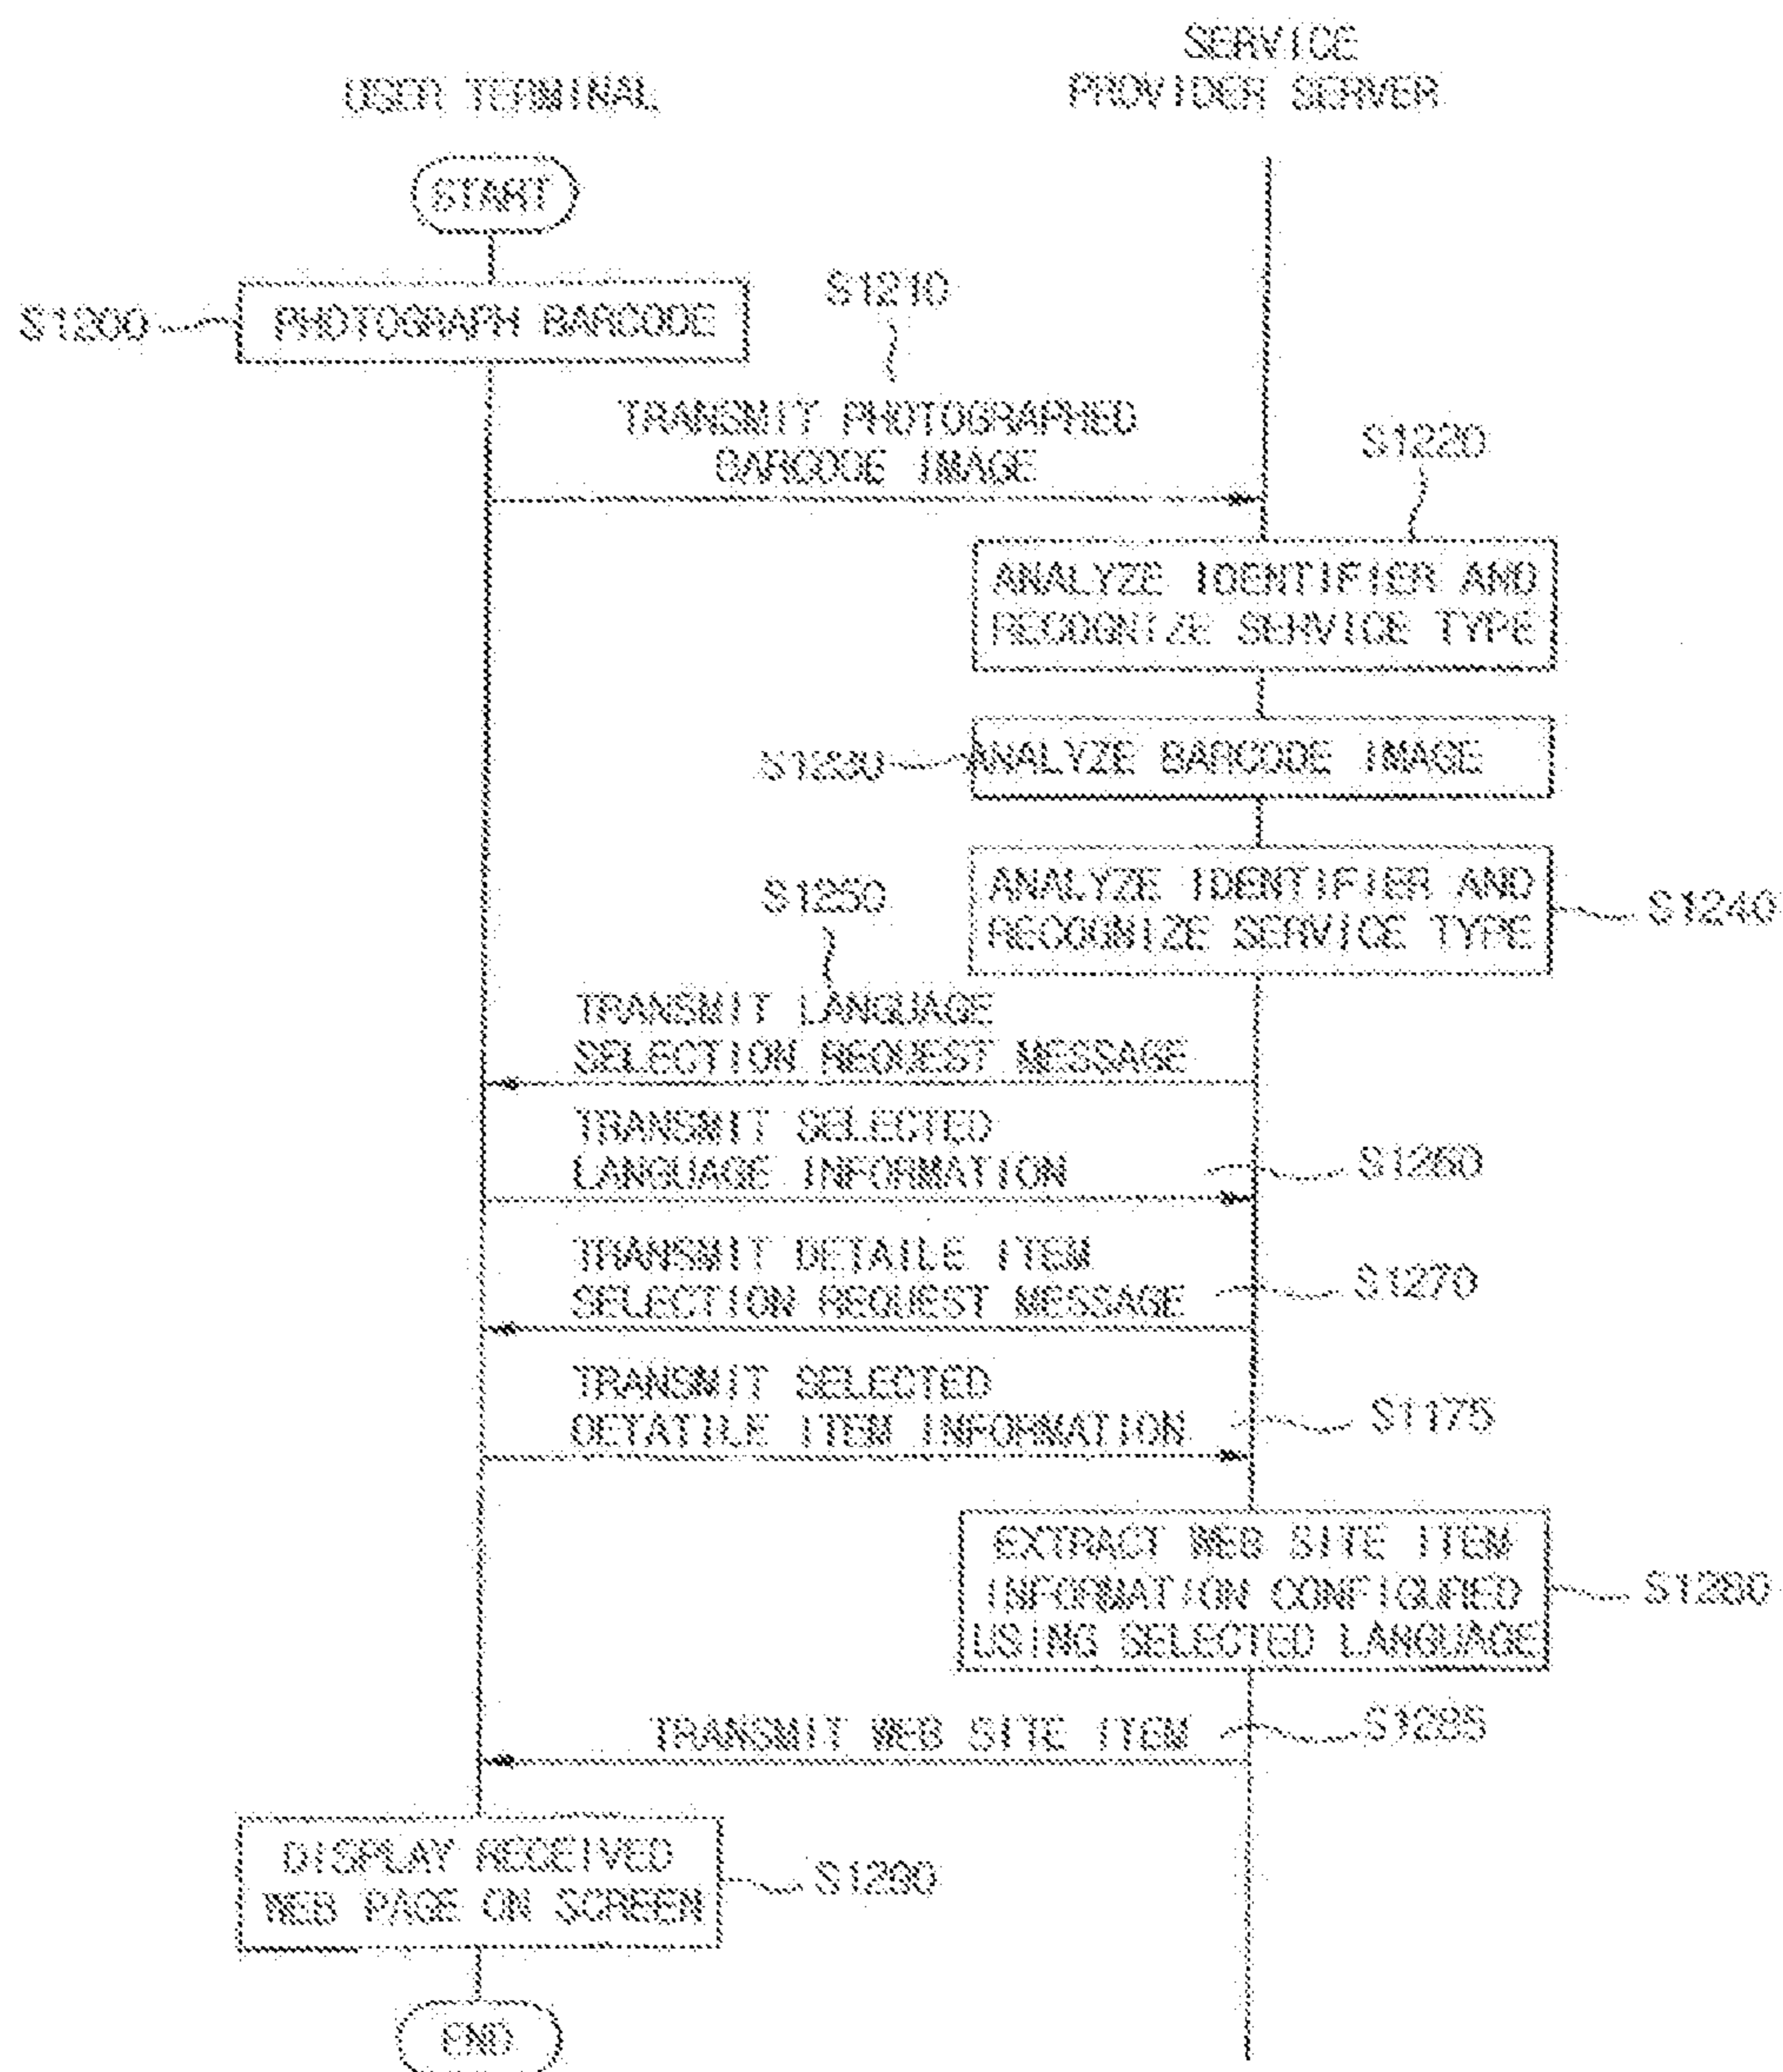 USER TERMINAL
SERVICE
PROVIDER SERVER
START
S1200
PHOTOGRAPH BARCODE
S1210
TRANSMIT PHOTOGRAPHED
BARCODE IMAGE
S1220
ANALYZE IDENTIFIER AND
RECOGNIZE SERVICE TYPE
S1230
ANALYZE BARCODE IMAGE
ANALYZE IDENTIFIER AND
RECOGNIZE SERVICE TYPE
S1240
S1250
TRANSMIT LANGUAGE
SELECTION REQUEST MESSAGE
TRANSMIT SELECTED
LANGUAGE INFORMATION
S1260
TRANSMIT DETAILE ITEM
SELECTION REQUEST MESSAGE
S1270
TRANSMIT SELECTED
DETATILE ITEM INFORMATION
S1175
EXTRACT WEB SITE ITEM
INFORMATION CONFIGURED
USING SELECTED LANGUAGE
S1280
TRANSMIT WEB SITE ITEM
S1285
DISPLAY RECEIVED
WEB PAGE ON SCREEN
S1290
END